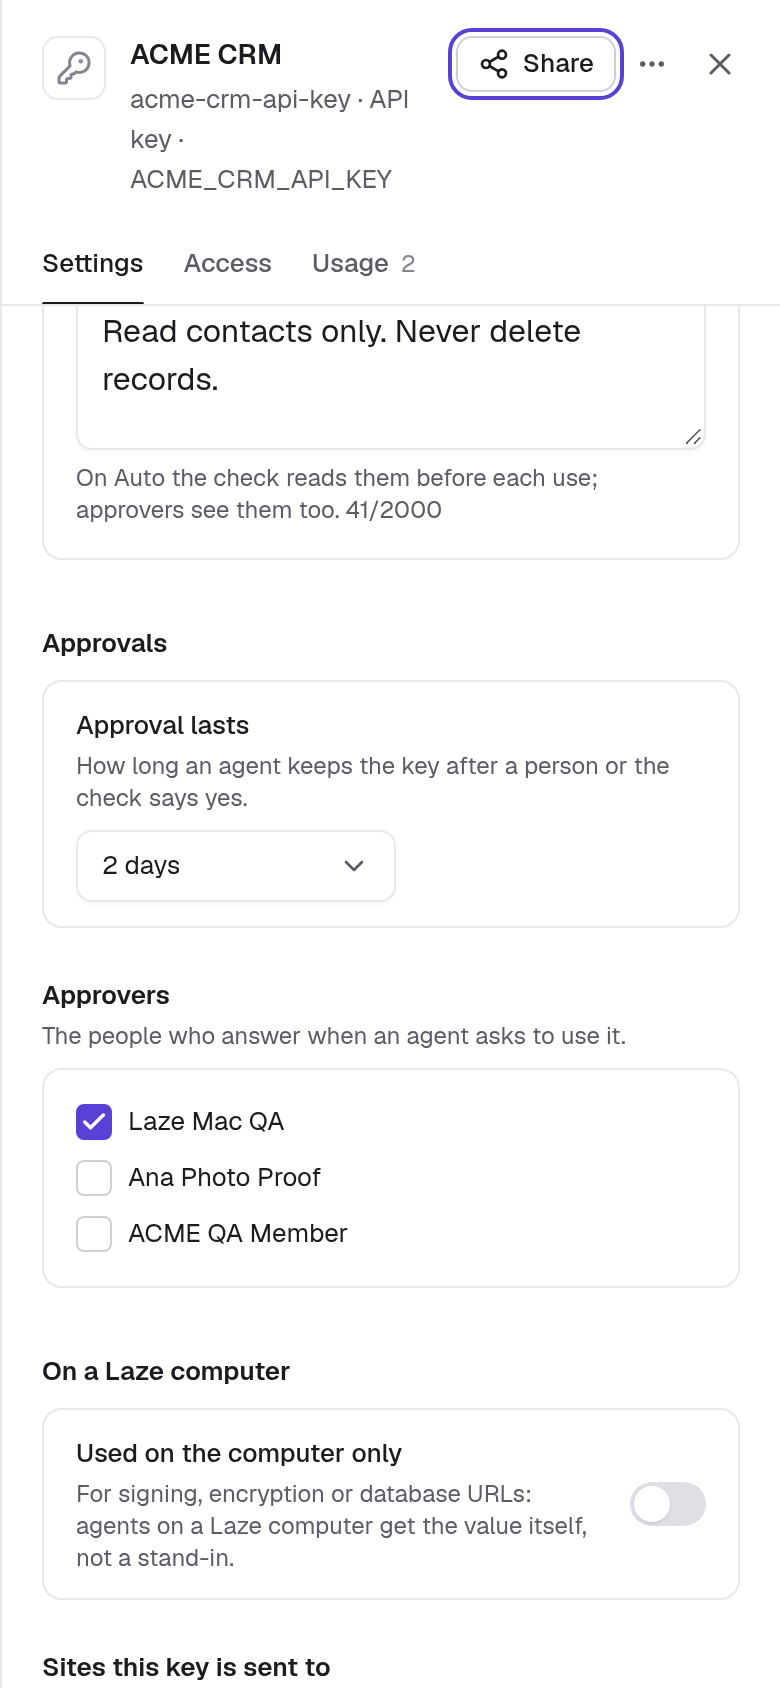 ACME CRM
Share
acme-crm-api-key · API
key ·
ACME_CRM_API_KEY
Settings
Access
Usage 2
Read contacts only. Never delete
records.
On Auto the check reads them before each use;
approvers see them too. 41/2000
Approvals
Approval lasts
How long an agent keeps the key after a person or the
check says yes.
2 days
Approvers
The people who answer when an agent asks to use it.
Laze Mac QA
Ana Photo Proof
ACME QA Member
On a Laze computer
Used on the computer only
For signing, encryption or database URLs:
agents on a Laze computer get the value itself,
not a stand-in.
Sites this key is sent to